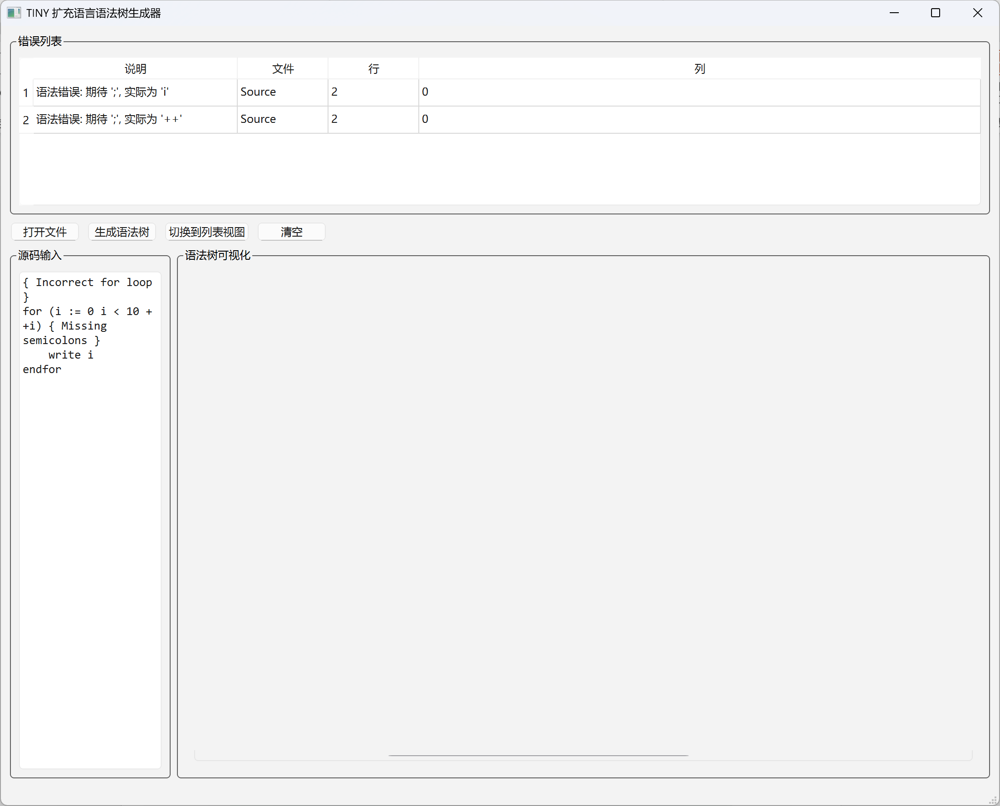 TINY 扩充语言语法树生成器
错误列表
说明 文件 行 列
1 语法错误: 期待 ';', 实际为 'i' Source 2 0
2 语法错误: 期待 ';', 实际为 '++' Source 2 0
打开文件 生成语法树 切换到列表视图 清空
源码输入
{ Incorrect for loop
}
for (i := 0 i < 10 +
+i) { Missing
semicolons }
    write i
endfor
语法树可视化